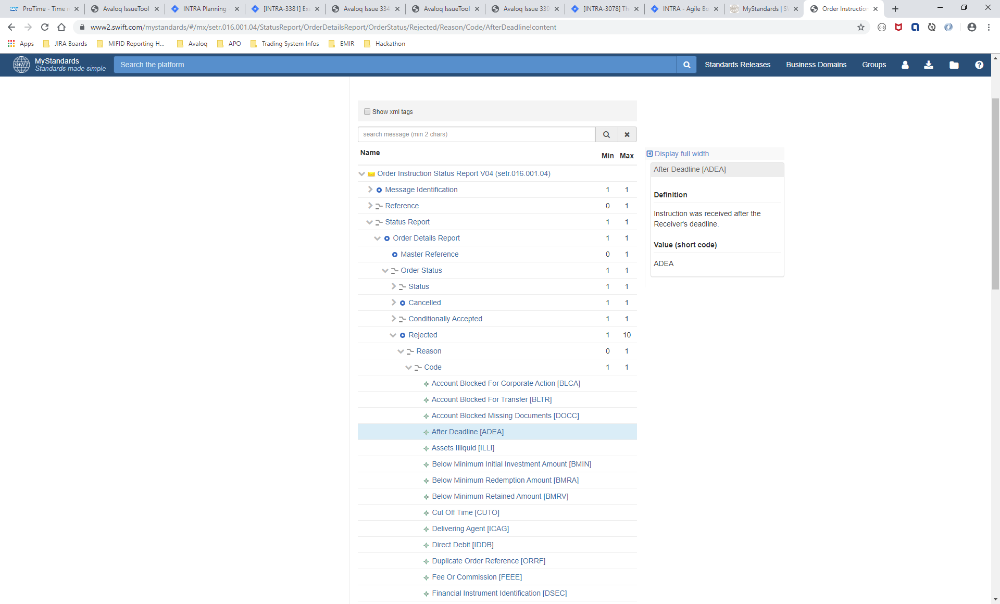 ProTime - Time r
Avaloq IssueTool
INTRA Planning -
[INTRA-3381] Exe
Avaloq Issue 334
Avaloq IssueTool
Avaloq Issue 339
[INTRA-3078] Th
INTRA - Agile Bo
MyStandards | S
Order Instruction
www2.swift.com/mystandards/#/mx/setr.016.001.04/StatusReport/OrderDetailsReport/OrderStatus/Rejected/Reason/Code/AfterDeadline!content
Apps JIRA Boards MIFID Reporting H... Avaloq APO Trading System Infos EMIR Hackathon
SWIFT
MyStandards
Standards made simple
Search the platform
Standards Releases Business Domains Groups
Show xml tags
search message (min 2 chars)
Name Min Max
Order Instruction Status Report V04 (setr.016.001.04)
Message Identification 1 1
Reference 0 1
Status Report 1 1
Order Details Report 1 1
Master Reference 0 1
Order Status 1 1
Status 1 1
Cancelled 1 1
Conditionally Accepted 1 1
Rejected 1 10
Reason 0 1
Code 1 1
Account Blocked For Corporate Action [BLCA]
Account Blocked For Transfer [BLTR]
Account Blocked Missing Documents [DOCC]
After Deadline [ADEA]
Assets Illiquid [ILLI]
Below Minimum Initial Investment Amount [BMIN]
Below Minimum Redemption Amount [BMRA]
Below Minimum Retained Amount [BMRV]
Cut Off Time [CUTO]
Delivering Agent [ICAG]
Direct Debit [IDDB]
Duplicate Order Reference [ORRF]
Fee Or Commission [FEEE]
Financial Instrument Identification [DSEC]
Display full width
After Deadline [ADEA]
Definition
Instruction was received after the
Receiver's deadline.
Value (short code)
ADEA